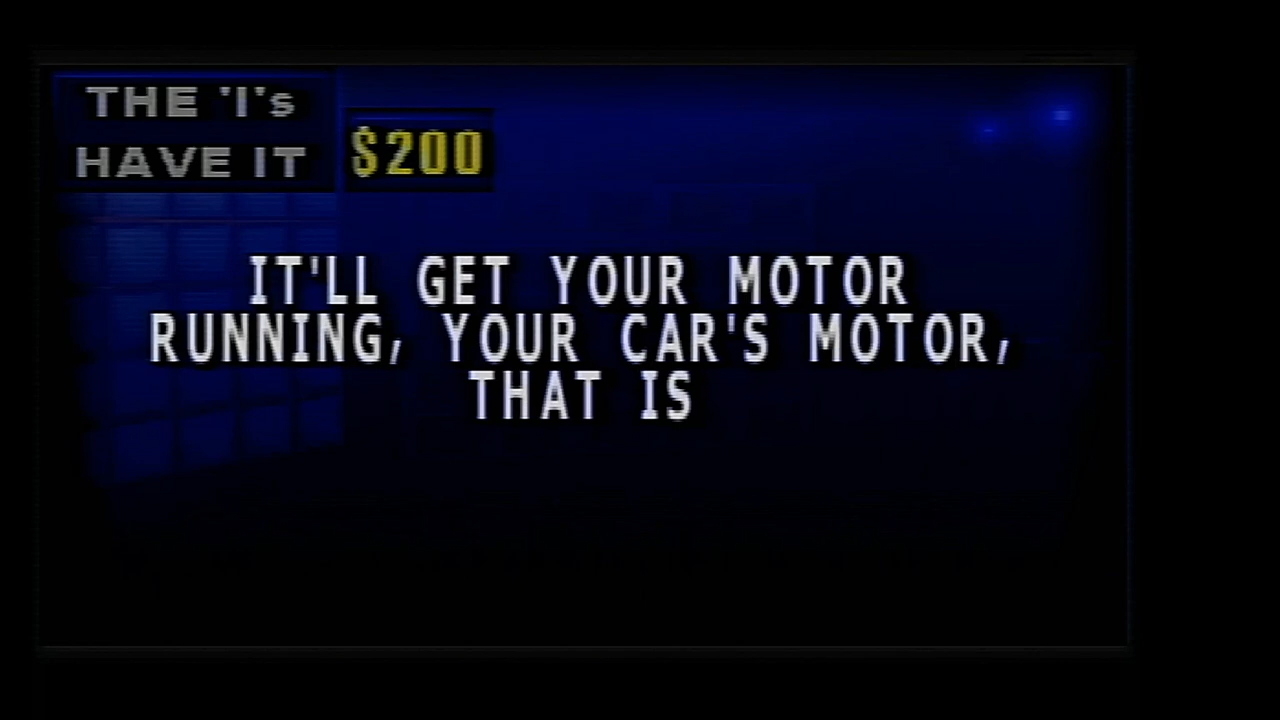 THE 'I's
HAVE IT
$200
IT'LL GET YOUR MOTOR
RUNNING, YOUR CAR'S MOTOR,
THAT IS